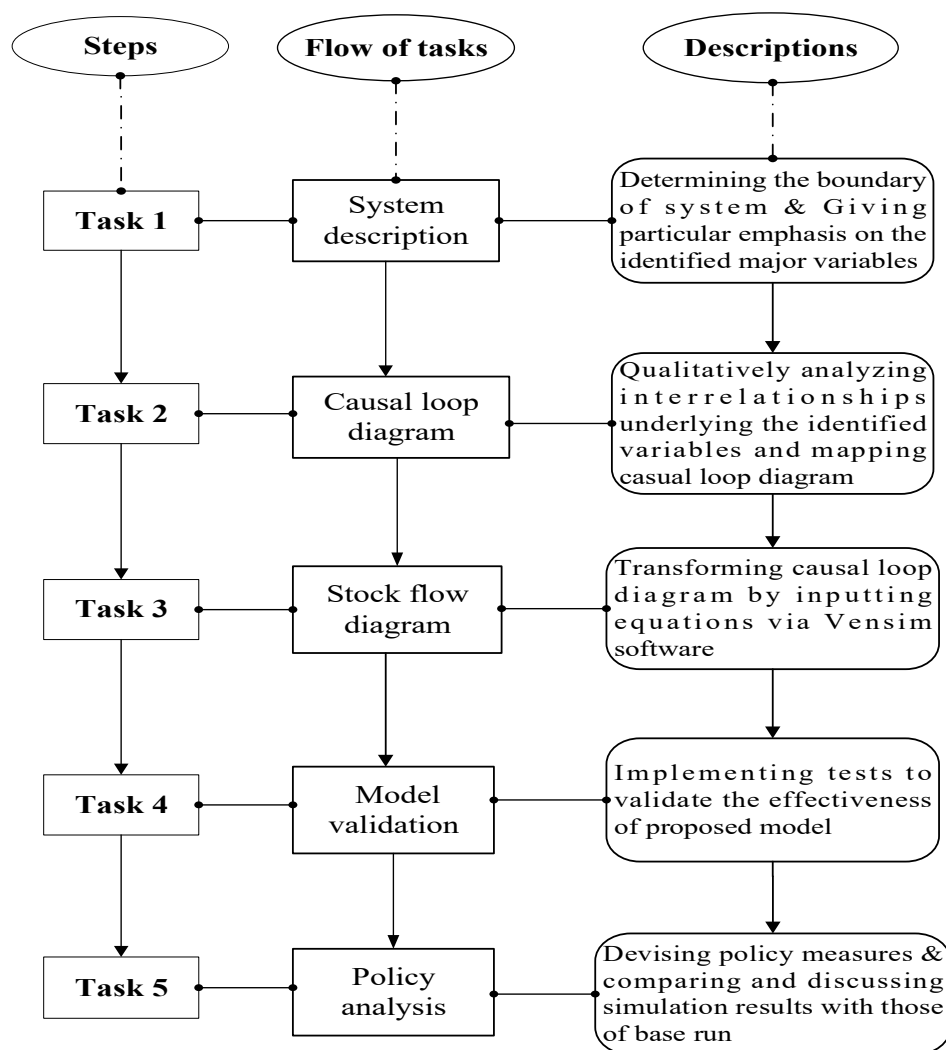 Steps
Flow of tasks
Descriptions
Task 1
System
description
Determining the boundary
of system & Giving
particular emphasis on the
identified major variables
Task 2
Causal loop
diagram
Qualitatively analyzing
interrelationships
underlying the identified
variables and mapping
casual loop diagram
Task 3
Stock flow
diagram
Transforming causal loop
diagram by inputting
equations via Vensim
software
Task 4
Model
validation
Implementing tests to
validate the effectiveness
of proposed model
Task 5
Policy
analysis
Devising policy measures &
comparing and discussing
simulation results with those
of base run